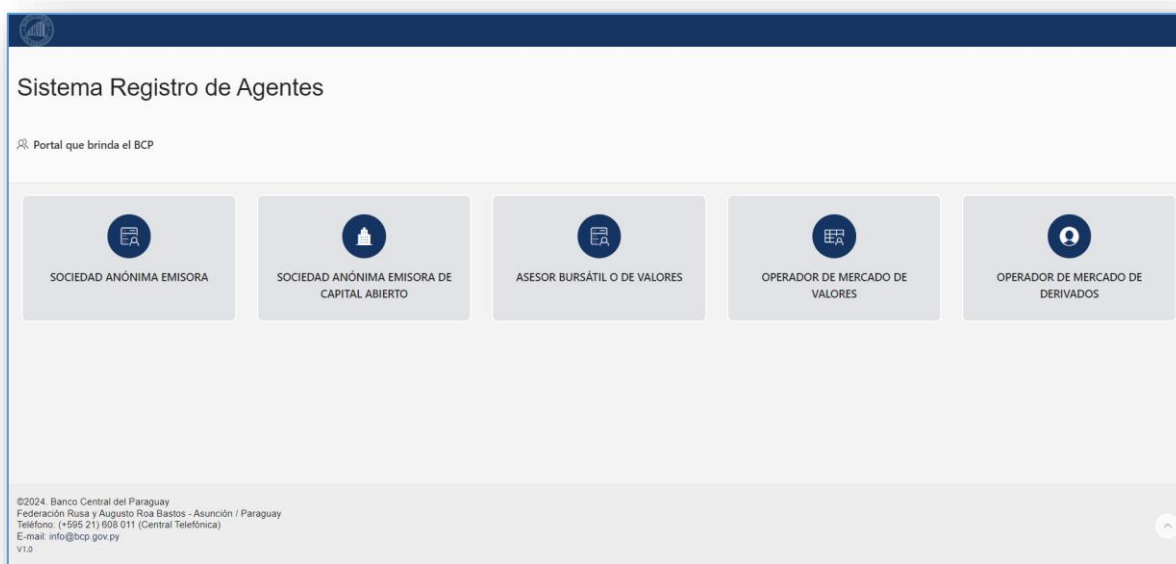 Sistema Registro de Agentes
Portal que brinda el BCP
SOCIEDAD ANÓNIMA EMISORA
SOCIEDAD ANÓNIMA EMISORA DE
CAPITAL ABIERTO
ASESOR BURSÁTIL O DE VALORES
OPERADOR DE MERCADO DE
VALORES
OPERADOR DE MERCADO DE
DERIVADOS
©2024. Banco Central del Paraguay
Federación Rusa y Augusto Roa Bastos - Asunción / Paraguay
Teléfono: (+595 21) 608 011 (Central Telefónica)
E-mail: info@bcp.gov.py
V1.0